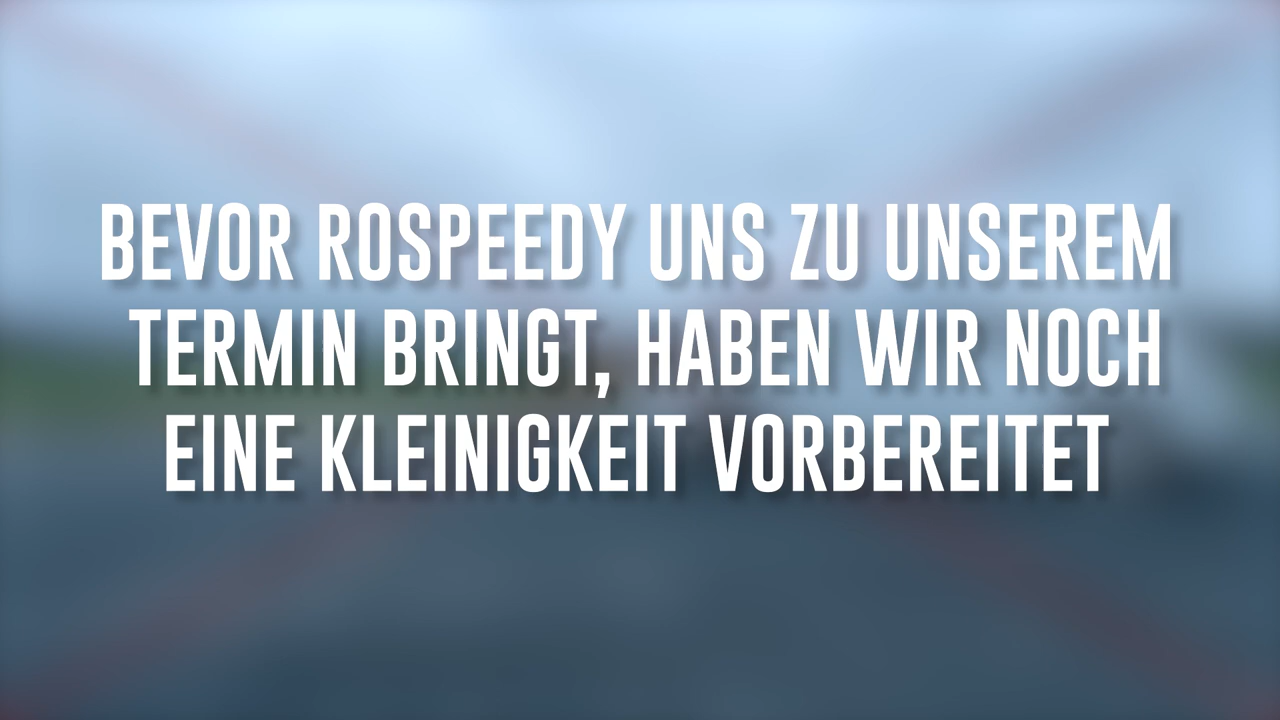 BEVOR ROSPEEDY UNS ZU UNSEREM
TERMIN BRINGT, HABEN WIR NOCH
EINE KLEINIGKEIT VORBEREITET